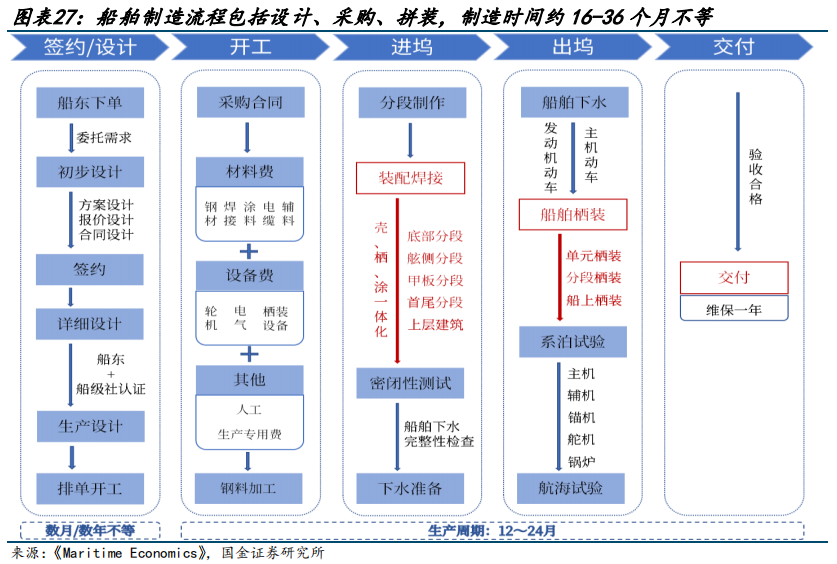 图表27：船舶制造流程包括设计、采购、拼装，制造时间约 16-36 个月不等
签约/设计
开工
进坞
出坞
交付
船东下单
委托需求
初步设计
方案设计
报价设计
合同设计
签约
详细设计
船东
+
船级社认证
生产设计
排单开工
采购合同
材料费
钢材
焊接
涂料
电缆
辅料
+
设备费
轮机
电气
栖装设备
+
其他
人工
生产专用费
钢料加工
分段制作
装配焊接
壳、栖、涂一体化
底部分段
舷侧分段
甲板分段
首尾分段
上层建筑
密闭性测试
船舶下水
完整性检查
下水准备
船舶下水
发动机动车
主机动车
船舶栖装
单元栖装
分段栖装
船上栖装
系泊试验
主机
辅机
锚机
舵机
锅炉
航海试验
验收合格
交付
维保一年
数月/数年不等
生产周期：12～24月
来源：《Maritime Economics》，国金证券研究所